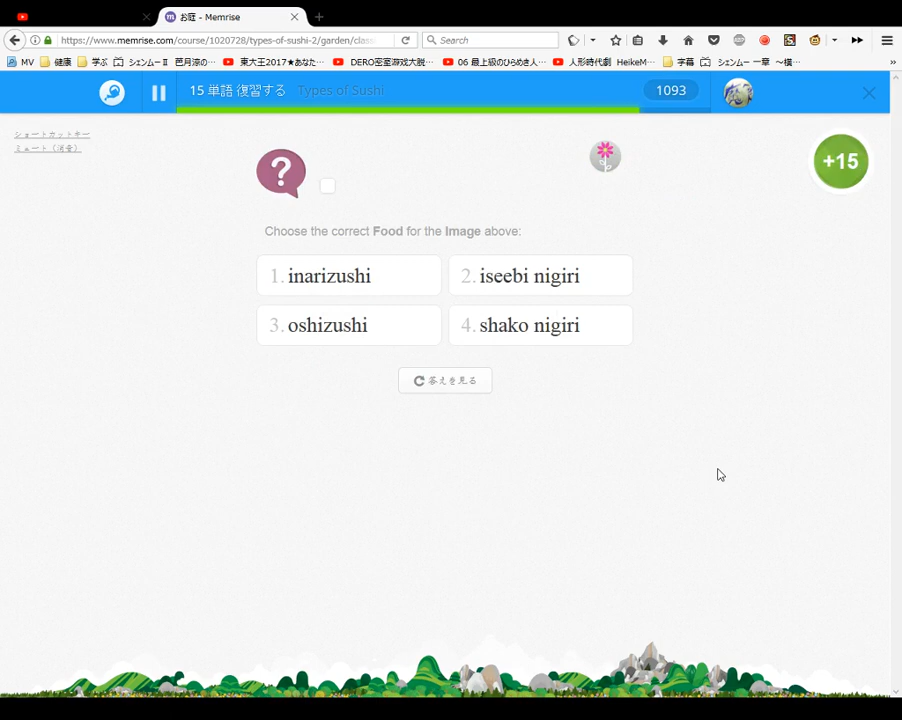 お庭 - Memrise
https://www.memrise.com/course/1020728/types-of-sushi-2/garden/class
Search
MV 健康 学ぶ シェンムーⅡ 芭月涼の… 東大王2017★あなた… DERO密室游戏大脱… 06 最上級のひらめき人… 人形時代劇 HeikeM… 字幕 シェンムー 一章 ～横…
15 単語 復習する Types of Sushi 1093
ショートカットキー
ミュート（消音）
+15
?
Choose the correct Food for the Image above:
1. inarizushi 2. iseebi nigiri
3. oshizushi 4. shako nigiri
答えを見る